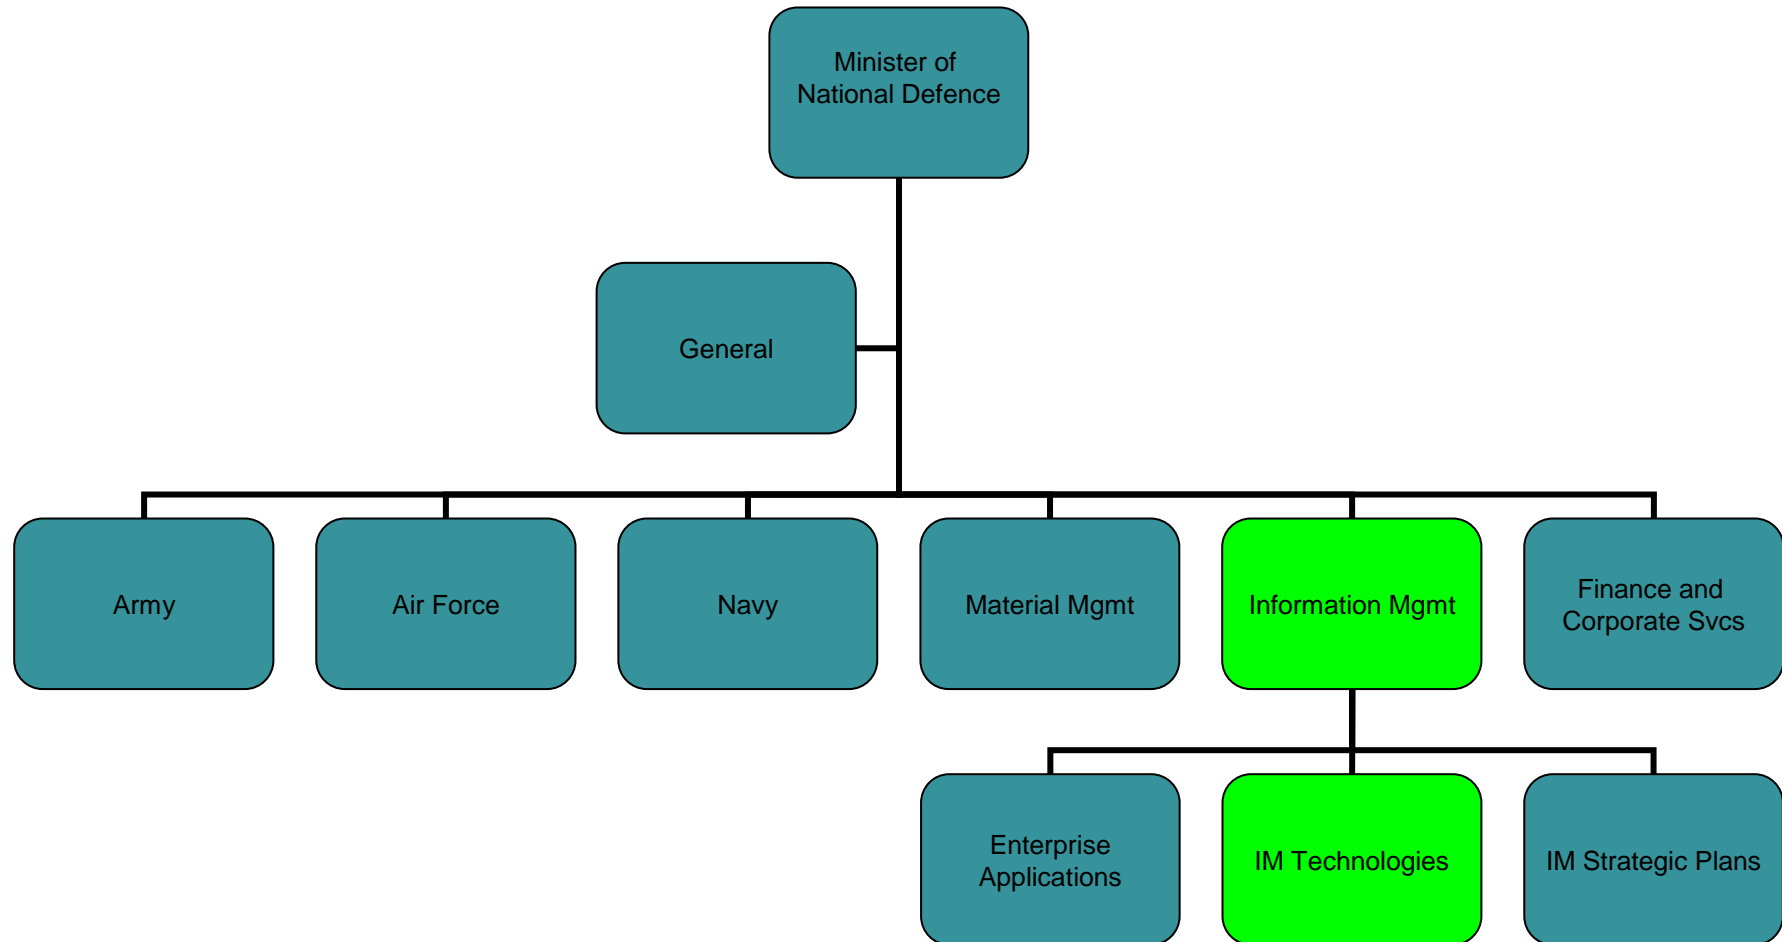 Minister of
National Defence
General
Army
Air Force
Navy
Material Mgmt
Information Mgmt
Finance and
Corporate Svcs
Enterprise
Applications
IM Technologies
IM Strategic Plans